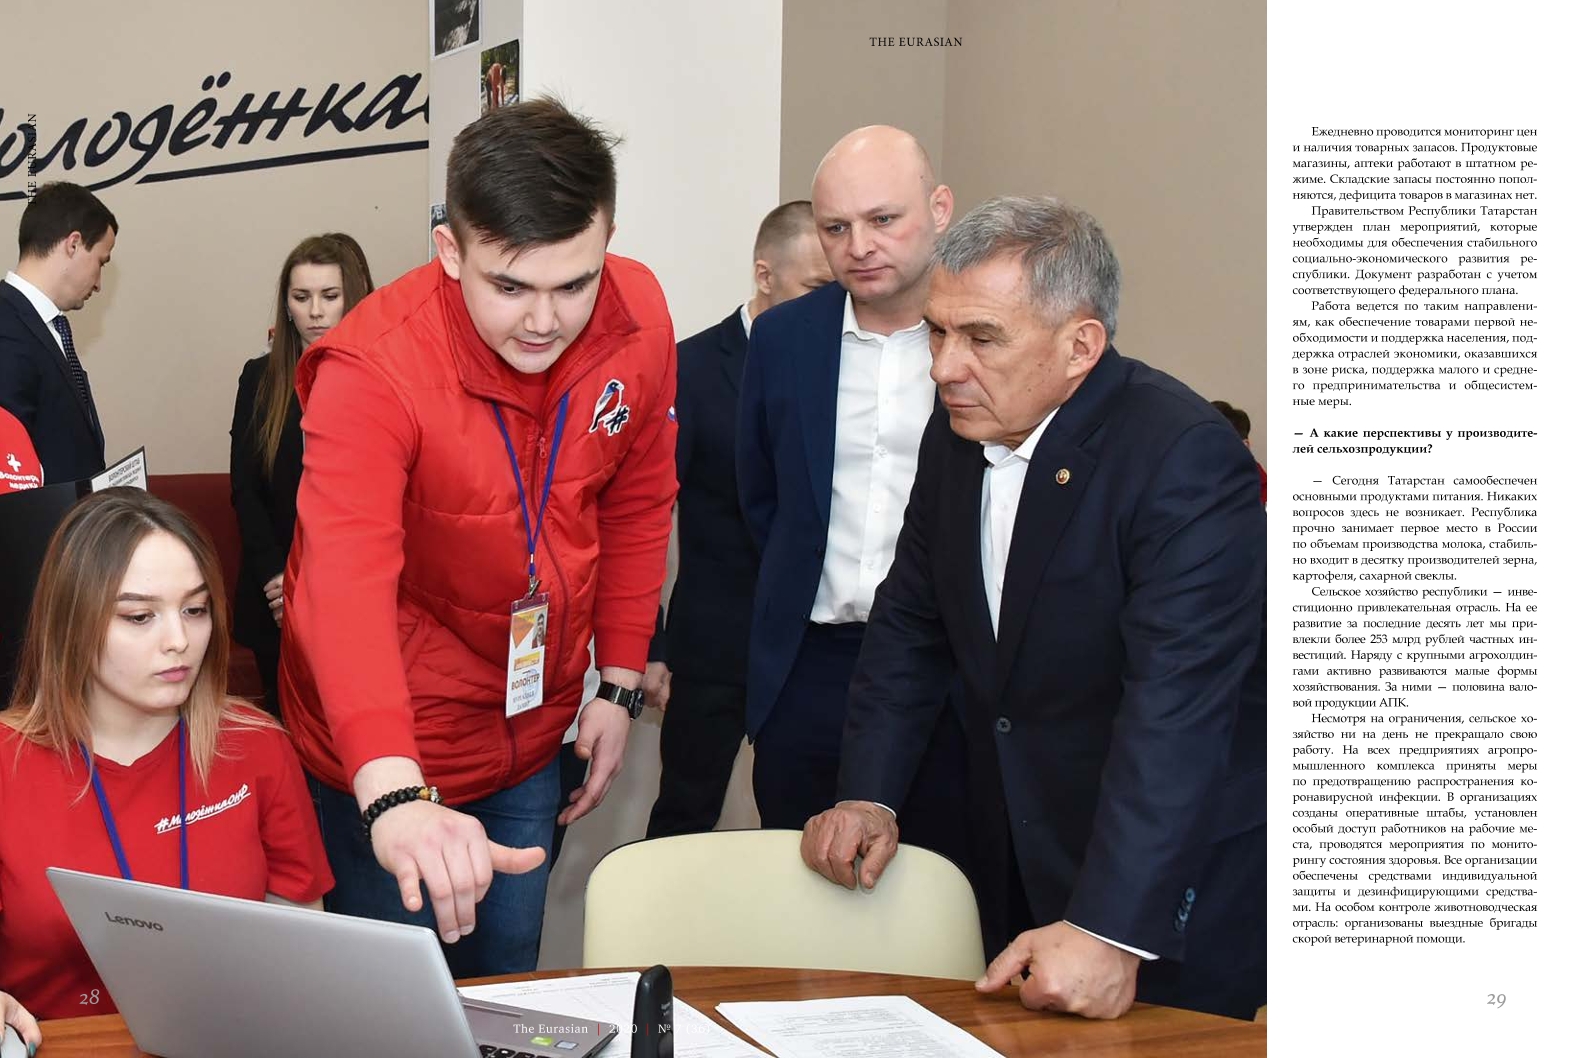 THE EURASIAN
THE EURASIAN
олодёжка
волонтеры
медики
ВОЛОНТЕР
#МолодёжкаОНФ
Lenovo
28
The Eurasian | 2020 | №
Ежедневно проводится мониторинг цен
и наличия товарных запасов. Продуктовые
магазины, аптеки работают в штатном ре-
жиме. Складские запасы постоянно попол-
няются, дефицита товаров в магазинах нет.
Правительством Республики Татарстан
утвержден план мероприятий, которые
необходимы для обеспечения стабильного
социально-экономического развития ре-
спублики. Документ разработан с учетом
соответствующего федерального плана.
Работа ведется по таким направлени-
ям, как обеспечение товарами первой не-
обходимости и поддержка населения, под-
держка отраслей экономики, оказавшихся
в зоне риска, поддержка малого и средне-
го предпринимательства и общесистем-
ные меры.
— А какие перспективы у производите-
лей сельхозпродукции?
— Сегодня Татарстан самообеспечен
основными продуктами питания. Никаких
вопросов здесь не возникает. Республика
прочно занимает первое место в России
по объемам производства молока, стабиль-
но входит в десятку производителей зерна,
картофеля, сахарной свеклы.
Сельское хозяйство республики — инве-
стиционно привлекательная отрасль. На ее
развитие за последние десять лет мы при-
влекли более 253 млрд рублей частных ин-
вестиций. Наряду с крупными агрохолдин-
гами активно развиваются малые формы
хозяйствования. За ними — половина вало-
вой продукции АПК.
Несмотря на ограничения, сельское хо-
зяйство ни на день не прекращало свою
работу. На всех предприятиях агропро-
мышленного комплекса приняты меры
по предотвращению распространения ко-
ронавирусной инфекции. В организациях
созданы оперативные штабы, установлен
особый доступ работников на рабочие ме-
ста, проводятся мероприятия по монито-
рингу состояния здоровья. Все организации
обеспечены средствами индивидуальной
защиты и дезинфицирующими средства-
ми. На особом контроле животноводческая
отрасль: организованы выездные бригады
скорой ветеринарной помощи.
29